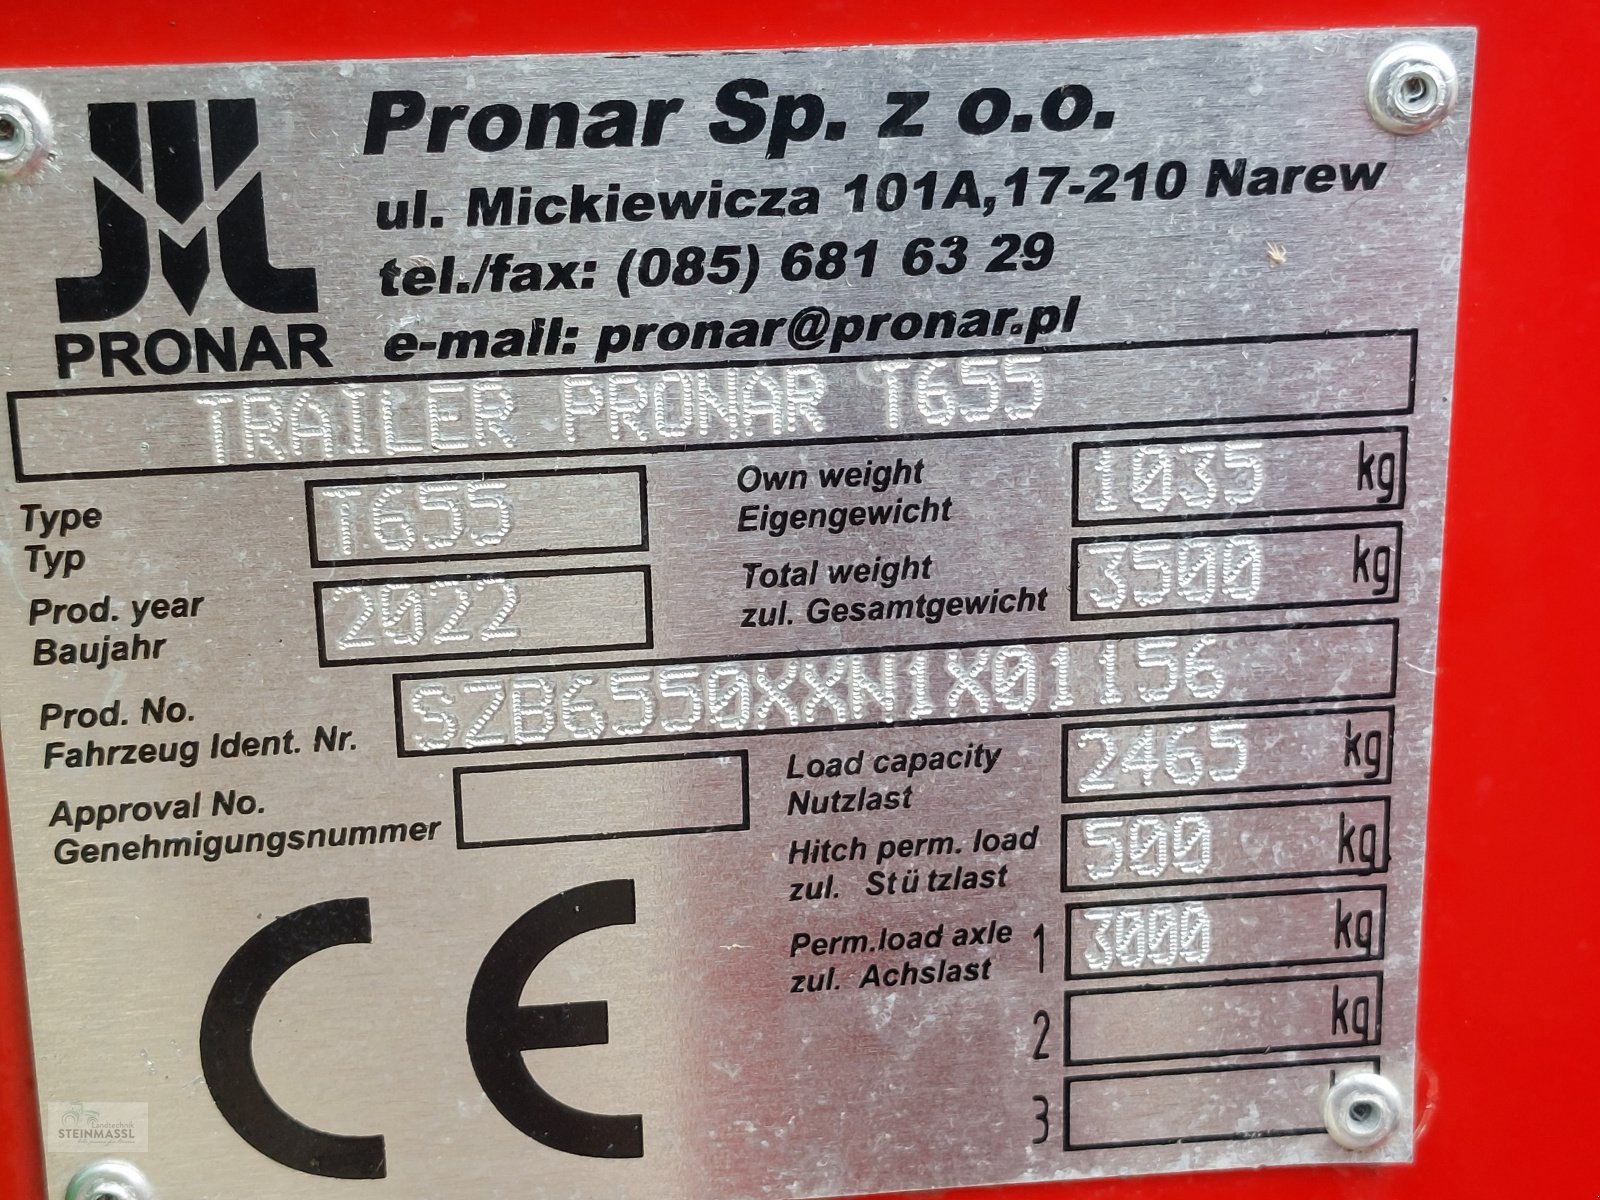 Pronar Sp. z o.o.
ul. Mickiewicza 101A,17-210 Narew
tel./fax: (085) 681 63 29
e-mail: pronar@pronar.pl
PRONAR
TRAILER PRONAR T655
Type
Typ
T655
Own weight
Eigengewicht
1035 kg
Prod. year
Baujahr
2022
Total weight
zul. Gesamtgewicht
3500 kg
Prod. No.
Fahrzeug Ident. Nr.
SZB6550XXN1X01156
Approval No.
Genehmigungsnummer
Load capacity
Nutzlast
2465 kg
Hitch perm. load
zul. Stützlast
500 kg
Perm.load axle
zul. Achslast
1 3000 kg
2 kg
3
CE
Landtechnik
STEINMASSL